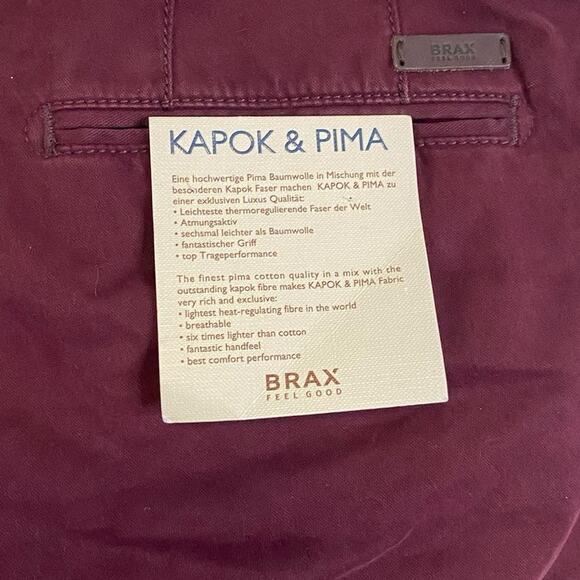 BRAX
FEEL GOOD
KAPOK & PIMA
Eine hochwertige Pima Baumwolle in Mischung mit der
besonderen Kapok Faser machen KAPOK & PIMA zu
einer exklusiven Luxus Qualität:
• Leichteste thermoregulierende Faser der Welt
• Atmungsaktiv
• sechsmal leichter als Baumwolle
• fantastischer Griff
• top Trageperformance
The finest pima cotton quality in a mix with the
outstanding kapok fibre makes KAPOK & PIMA Fabric
very rich and exclusive:
• lightest heat-regulating fibre in the world
• breathable
• six times lighter than cotton
• fantastic handfeel
• best comfort performance
BRAX
FEEL GOOD